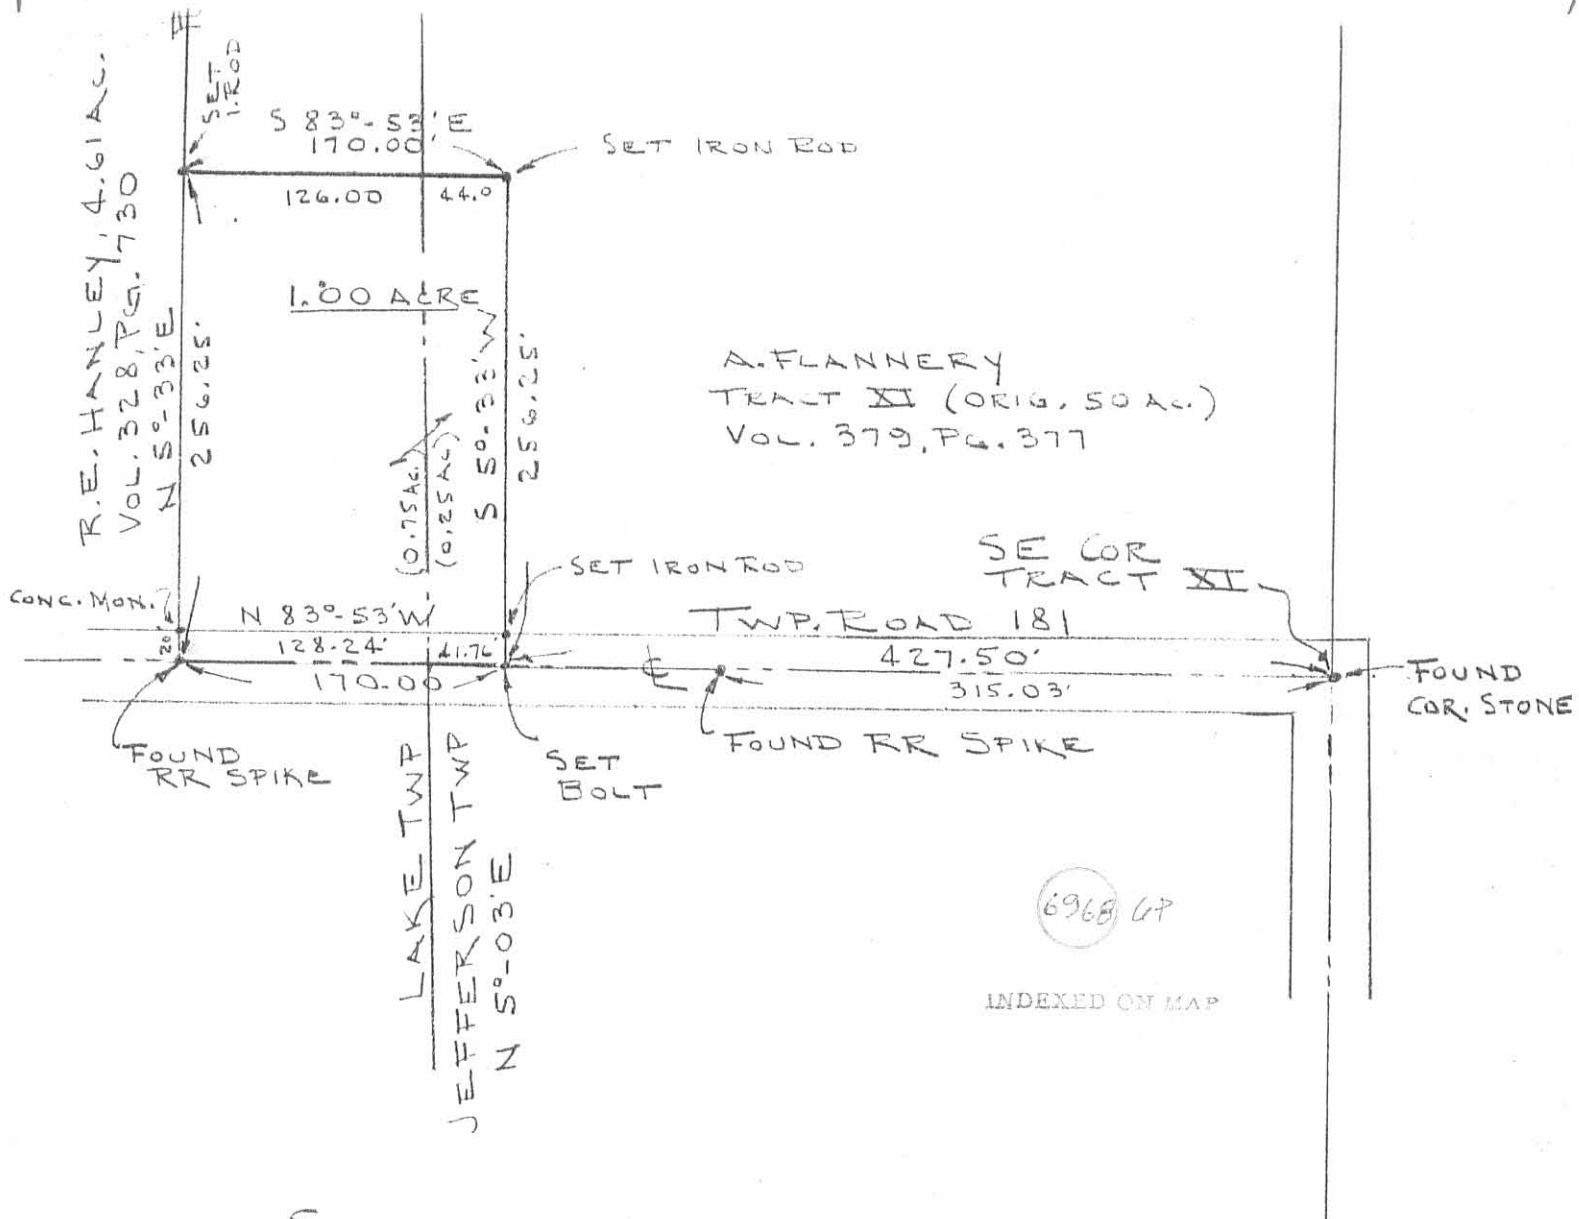 SET
I. ROD
S 83°-53'E
170.00'
SET IRON ROD
126.00
44.0
R.E. HANLEY, 4.61 AC.
VOL. 328, PG. 730
N 5°-33'E
256.25'
1.00 ACRE
(0.75 AC.)
(0.25 AC.)
S 5°-33'W
256.25'
A. FLANNERY
TRACT XI (ORIG. 50 AC.)
VOL. 379, PG. 377
SET IRON ROD
SE COR
TRACT XI
CONC. MON.
N 83°-53'W
TWP. ROAD 181
20'
128.24'
41.76'
427.50'
170.00
℄
315.03'
FOUND
COR. STONE
FOUND
RR SPIKE
SET
BOLT
FOUND RR SPIKE
LAKE TWP
JEFFERSON TWP
N 5°-03'E
6968
INDEXED ON MAP